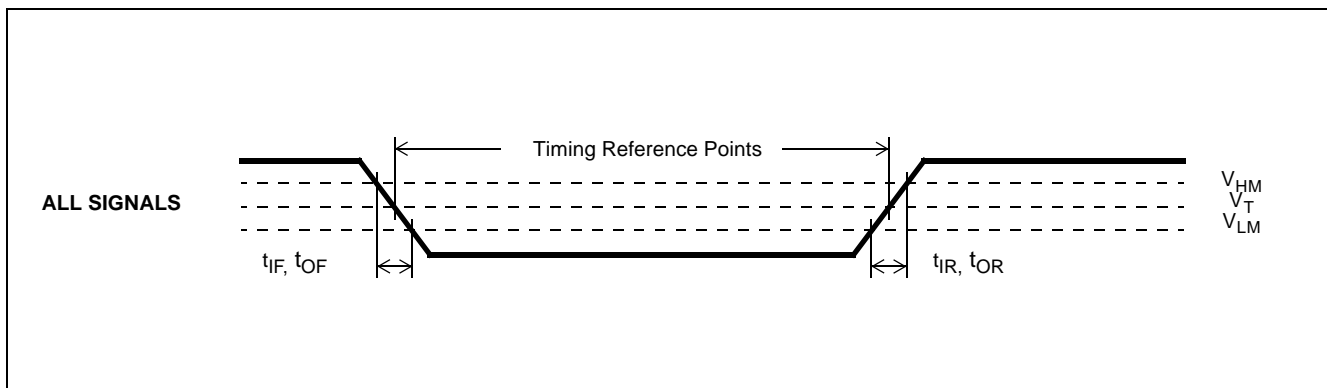 Timing Reference Points
ALL SIGNALS
V_HM
V_T
V_LM
t_IF, t_OF
t_IR, t_OR